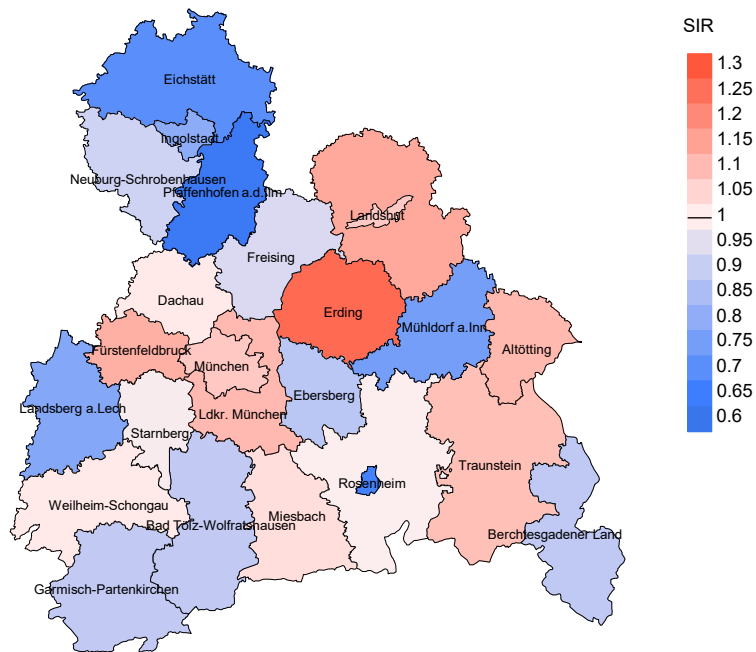 SIR
1.3
1.25
1.2
1.15
1.1
1.05
1
0.95
0.9
0.85
0.8
0.75
0.7
0.65
0.6
Eichstätt
Ingolstadt
Neuburg-Schrobenhausen
Pfaffenhofen a.d.Ilm
Landshut
Freising
Dachau
Erding
Mühldorf a.Inn
Fürstenfeldbruck
Altötting
München
Ebersberg
Landsberg a.Lech
Ldkr. München
Starnberg
Traunstein
Rosenheim
Weilheim-Schongau
Miesbach
Bad Tölz-Wolfratshausen
Berchtesgadener Land
Garmisch-Partenkirchen